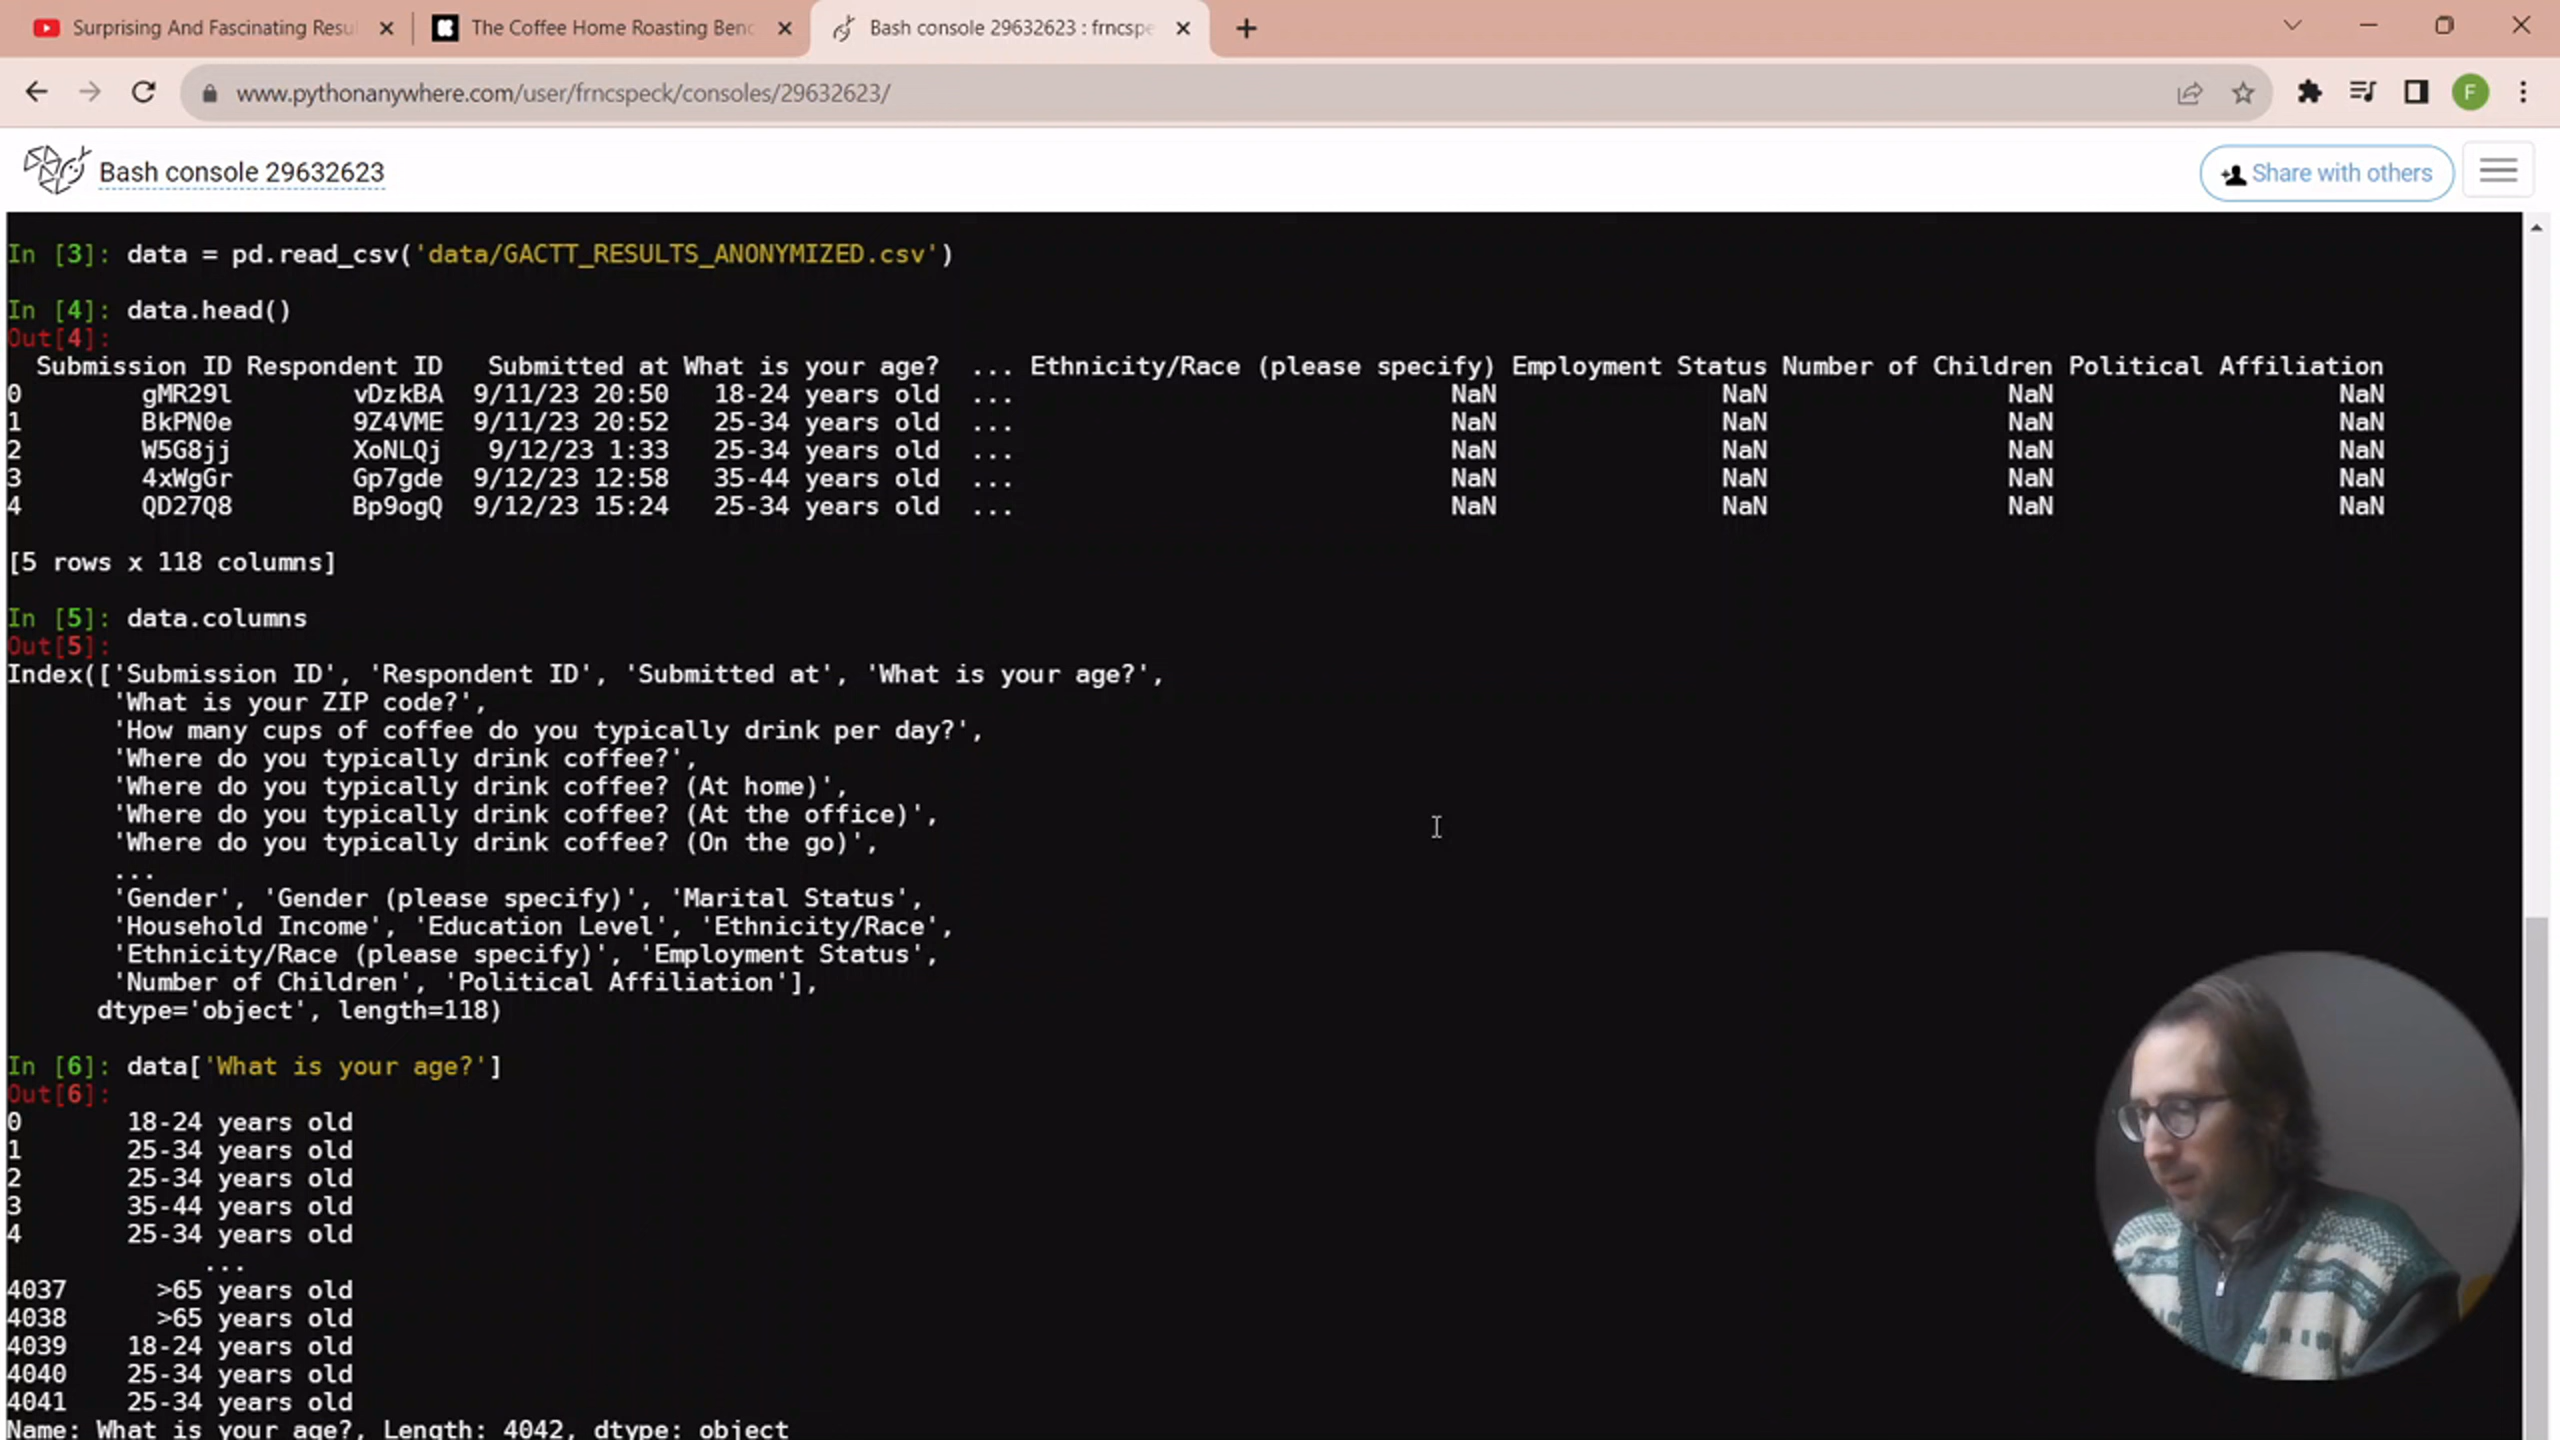 Surprising And Fascinating Resu
The Coffee Home Roasting Benc
Bash console 29632623 : frncspe
www.pythonanywhere.com/user/frncspeck/consoles/29632623/
F
Bash console 29632623
Share with others
In [3]: data = pd.read_csv('data/GACTT_RESULTS_ANONYMIZED.csv')
In [4]: data.head()
Out[4]:
Submission ID Respondent ID Submitted at What is your age? ... Ethnicity/Race (please specify) Employment Status Number of Children Political Affiliation
0 gMR29l vDzkBA 9/11/23 20:50 18-24 years old ... NaN NaN NaN NaN
1 BkPN0e 9Z4VME 9/11/23 20:52 25-34 years old ... NaN NaN NaN NaN
2 W5G8jj XoNLQj 9/12/23 1:33 25-34 years old ... NaN NaN NaN NaN
3 4xWgGr Gp7gde 9/12/23 12:58 35-44 years old ... NaN NaN NaN NaN
4 QD27Q8 Bp9ogQ 9/12/23 15:24 25-34 years old ... NaN NaN NaN NaN
[5 rows x 118 columns]
In [5]: data.columns
Out[5]:
Index(['Submission ID', 'Respondent ID', 'Submitted at', 'What is your age?',
'What is your ZIP code?',
'How many cups of coffee do you typically drink per day?',
'Where do you typically drink coffee?',
'Where do you typically drink coffee? (At home)',
'Where do you typically drink coffee? (At the office)',
'Where do you typically drink coffee? (On the go)',
...
'Gender', 'Gender (please specify)', 'Marital Status',
'Household Income', 'Education Level', 'Ethnicity/Race',
'Ethnicity/Race (please specify)', 'Employment Status',
'Number of Children', 'Political Affiliation'],
dtype='object', length=118)
In [6]: data['What is your age?']
Out[6]:
0 18-24 years old
1 25-34 years old
2 25-34 years old
3 35-44 years old
4 25-34 years old
...
4037 >65 years old
4038 >65 years old
4039 18-24 years old
4040 25-34 years old
4041 25-34 years old
Name: What is your age?, Length: 4042, dtype: object